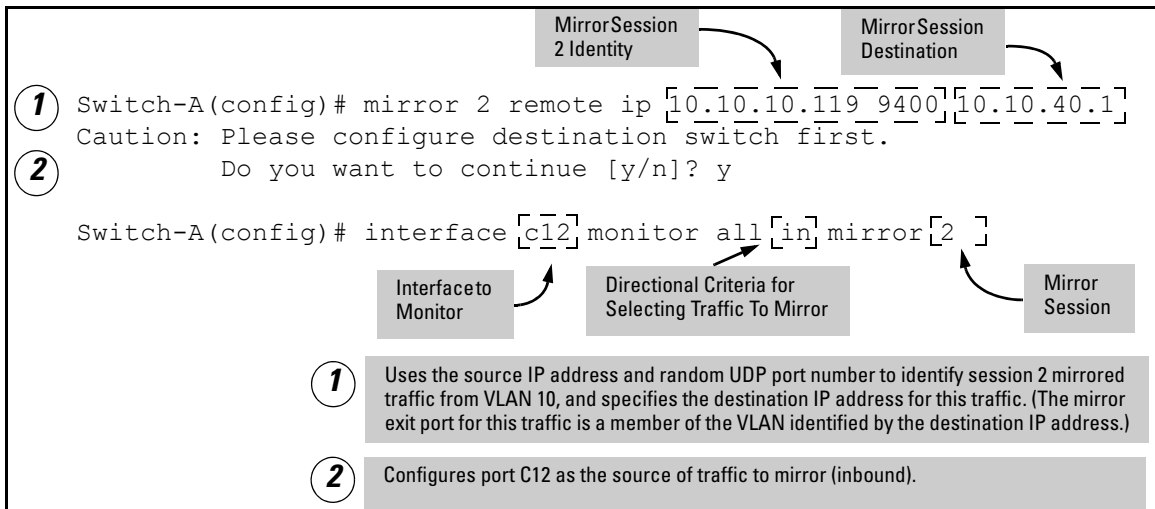 Mirror Session
2 Identity
Mirror Session
Destination
1
Switch-A(config)# mirror 2 remote ip 10.10.10.119 9400 10.10.40.1
Caution: Please configure destination switch first.
2
Do you want to continue [y/n]? y
Switch-A(config)# interface c12 monitor all in mirror 2
Interface to
Monitor
Directional Criteria for
Selecting Traffic To Mirror
Mirror
Session
1
Uses the source IP address and random UDP port number to identify session 2 mirrored
traffic from VLAN 10, and specifies the destination IP address for this traffic. (The mirror
exit port for this traffic is a member of the VLAN identified by the destination IP address.)
2
Configures port C12 as the source of traffic to mirror (inbound).